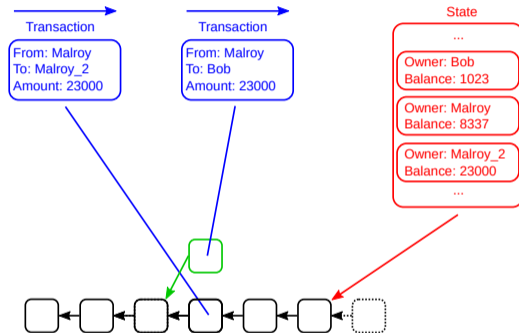 Transaction
From: Malroy
To: Malroy_2
Amount: 23000
Transaction
From: Malroy
To: Bob
Amount: 23000
State
...
Owner: Bob
Balance: 1023
Owner: Malroy
Balance: 8337
Owner: Malroy_2
Balance: 23000
...